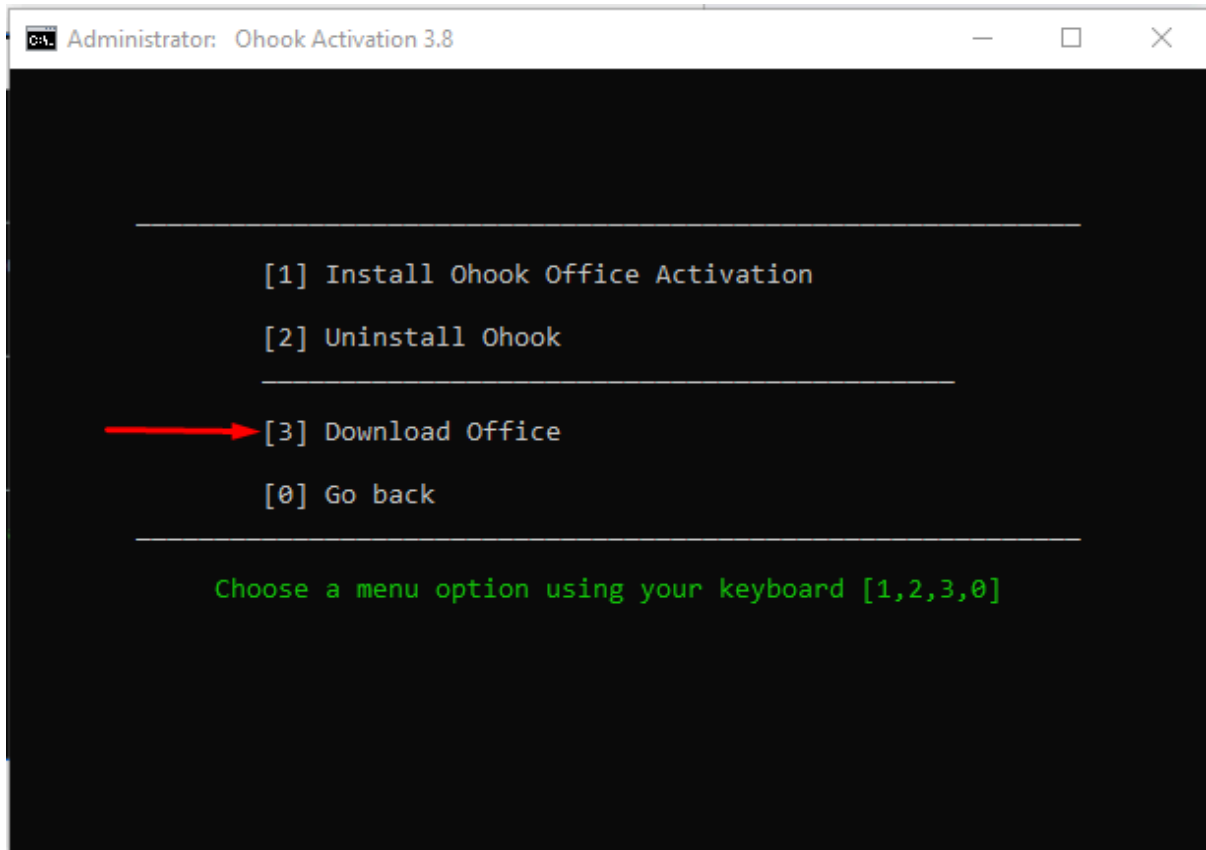 Administrator: Ohook Activation 3.8
[1] Install Ohook Office Activation
[2] Uninstall Ohook
[3] Download Office
[0] Go back
Choose a menu option using your keyboard [1,2,3,0]